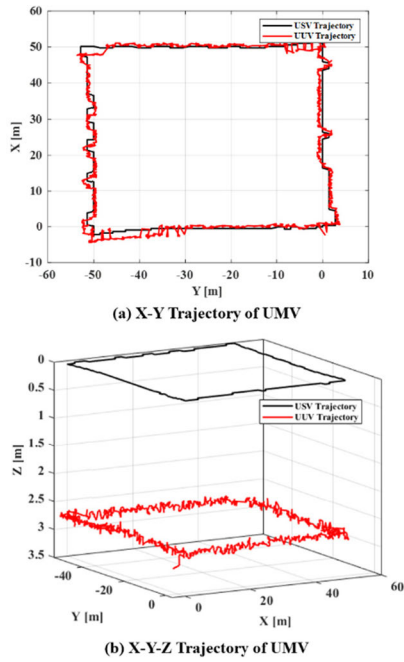 60
50
40
30
20
10
0
-10
X [m]
USV Trajectory
UUV Trajectory
-60 -50 -40 -30 -20 -10 0 10
Y [m]
(a) X-Y Trajectory of UMV
0
0.5
1
1.5
2
2.5
3
3.5
Z [m]
USV Trajectory
UUV Trajectory
-40
-20
0
Y [m]
0
20
40
60
X [m]
(b) X-Y-Z Trajectory of UMV